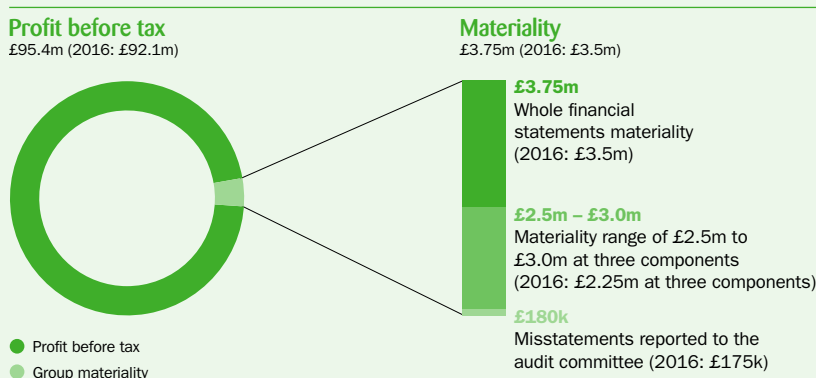 Profit before tax
£95.4m (2016: £92.1m)
Materiality
£3.75m (2016: £3.5m)
£3.75m
Whole financial
statements materiality
(2016: £3.5m)
£2.5m – £3.0m
Materiality range of £2.5m to
£3.0m at three components
(2016: £2.25m at three components)
£180k
Misstatements reported to the
audit committee (2016: £175k)
Profit before tax
Group materiality